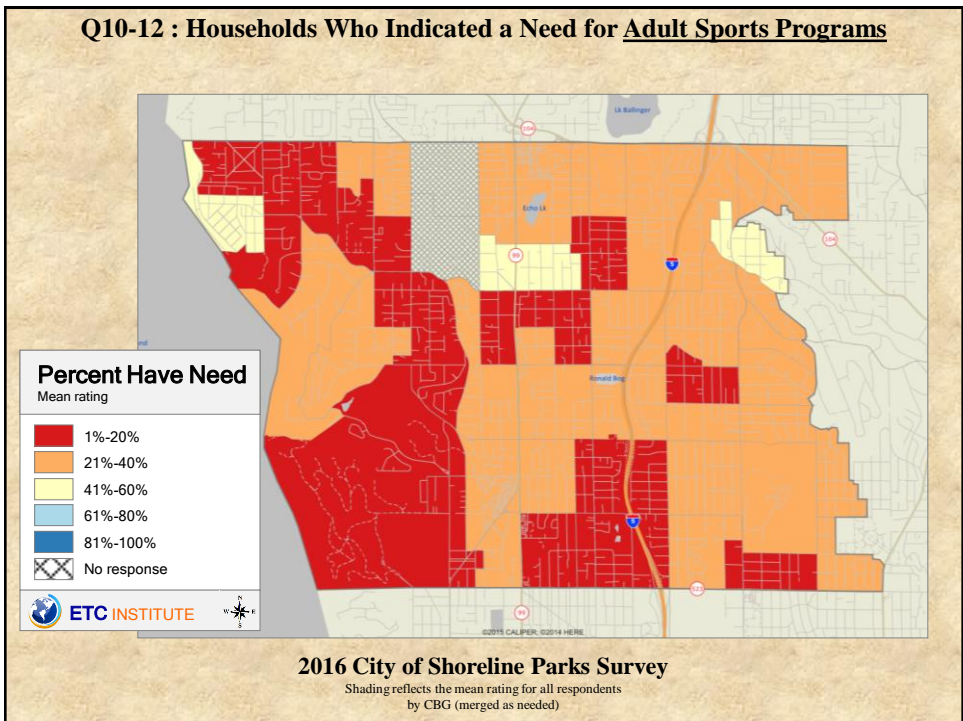 Q10-12 : Households Who Indicated a Need for Adult Sports Programs
Lk Ballinger
104
Echo Lk
99
5
104
nd
Ronald Bog
5
523
99
©2015 CALIPER; ©2014 HERE
Percent Have Need
Mean rating
1%-20%
21%-40%
41%-60%
61%-80%
81%-100%
No response
ETC INSTITUTE
N
W E
S
2016 City of Shoreline Parks Survey
Shading reflects the mean rating for all respondents
by CBG (merged as needed)